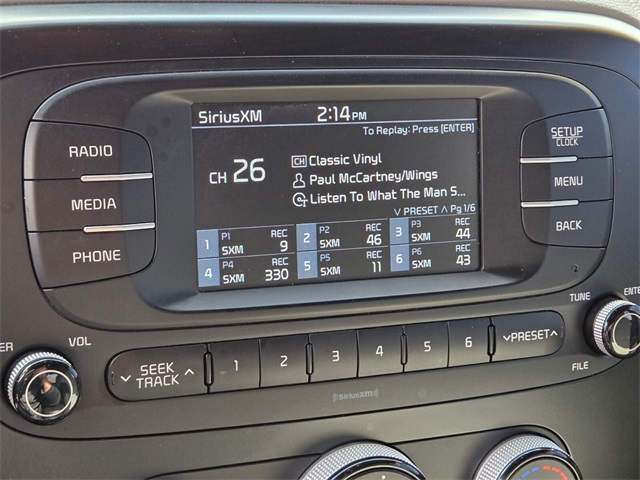 SiriusXM 2:14PM
To Replay: Press [ENTER]
CH 26
CH Classic Vinyl
Paul McCartney/Wings
Listen To What The Man S...
∨ PRESET ∧ Pg 1/6
1 P1 SXM REC 9 2 P2 SXM REC 46 3 P3 SXM REC 44
4 P4 SXM REC 330 5 P5 SXM REC 11 6 P6 SXM REC 43
RADIO
MEDIA
PHONE
SETUP
CLOCK
MENU
BACK
VOL
TUNE
FILE
∨ SEEK ∧
TRACK
1 2 3 4 5 6
∨PRESET∧
SiriusXM